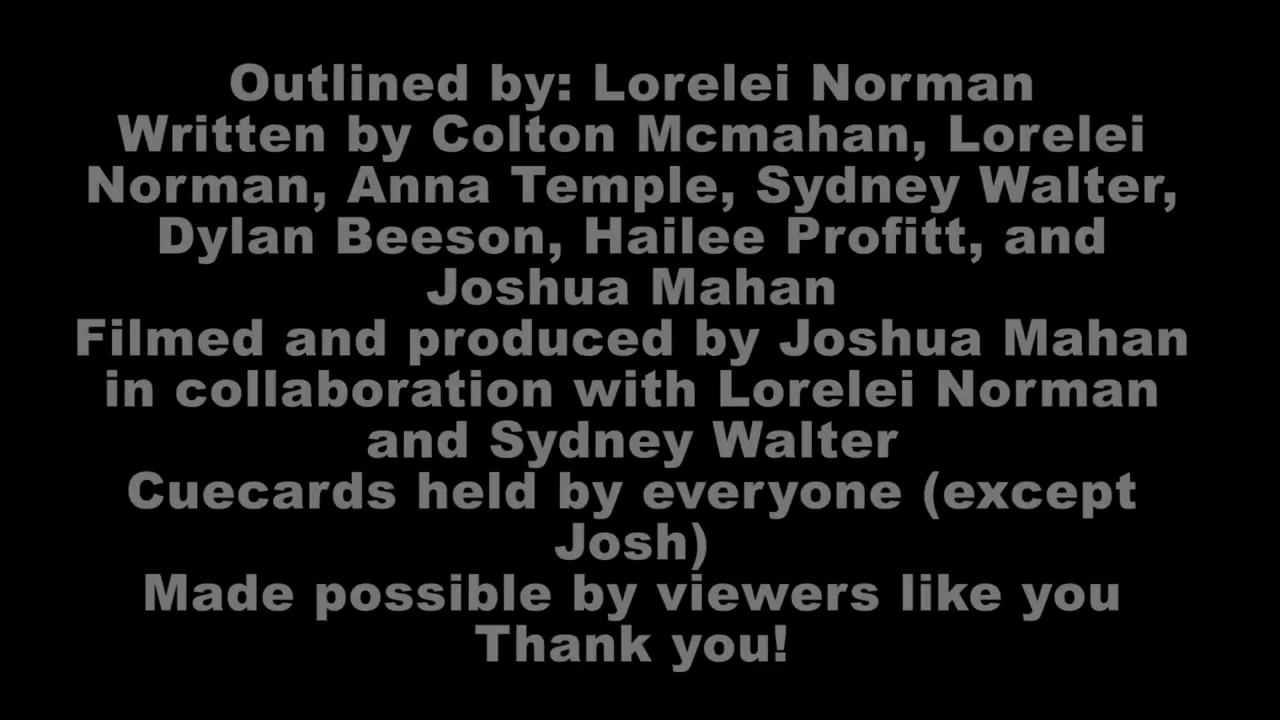 Outlined by: Lorelei Norman
Written by Colton Mcmahan, Lorelei
Norman, Anna Temple, Sydney Walter,
Dylan Beeson, Hailee Profitt, and
Joshua Mahan
Filmed and produced by Joshua Mahan
in collaboration with Lorelei Norman
and Sydney Walter
Cuecards held by everyone (except
Josh)
Made possible by viewers like you
Thank you!